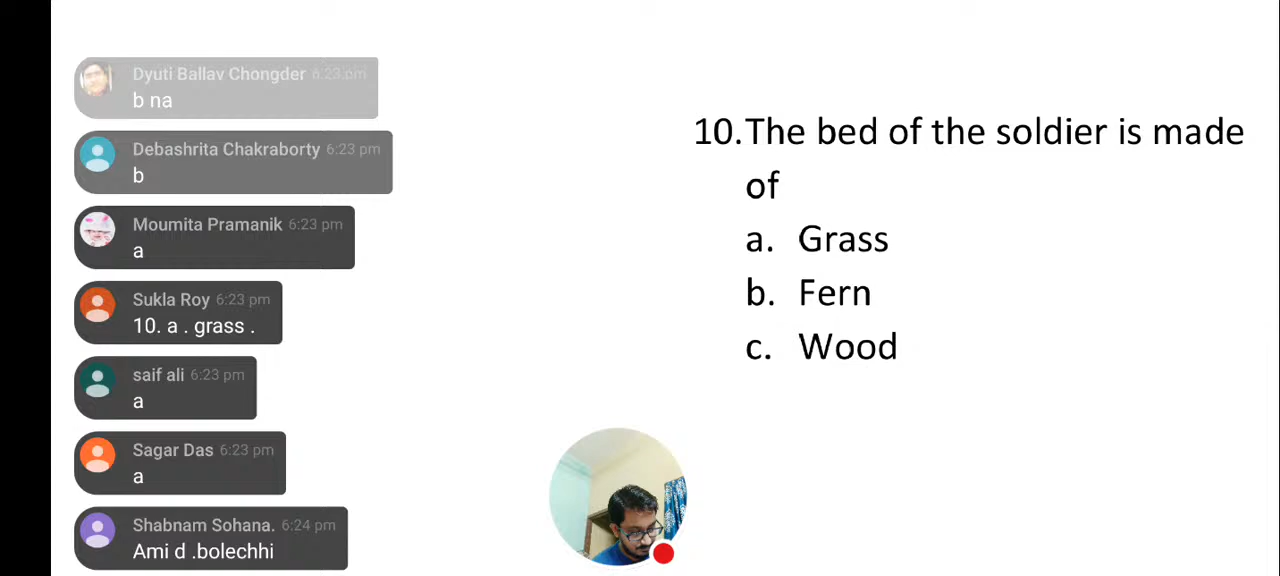 Dyuti Ballav Chongder 6:23 pm
b na
Debashrita Chakraborty 6:23 pm
b
Moumita Pramanik 6:23 pm
a
Sukla Roy 6:23 pm
10. a . grass .
saif ali 6:23 pm
a
Sagar Das 6:23 pm
a
Shabnam Sohana. 6:24 pm
Ami d .bolechhi
10.The bed of the soldier is made
of
a. Grass
b. Fern
c. Wood